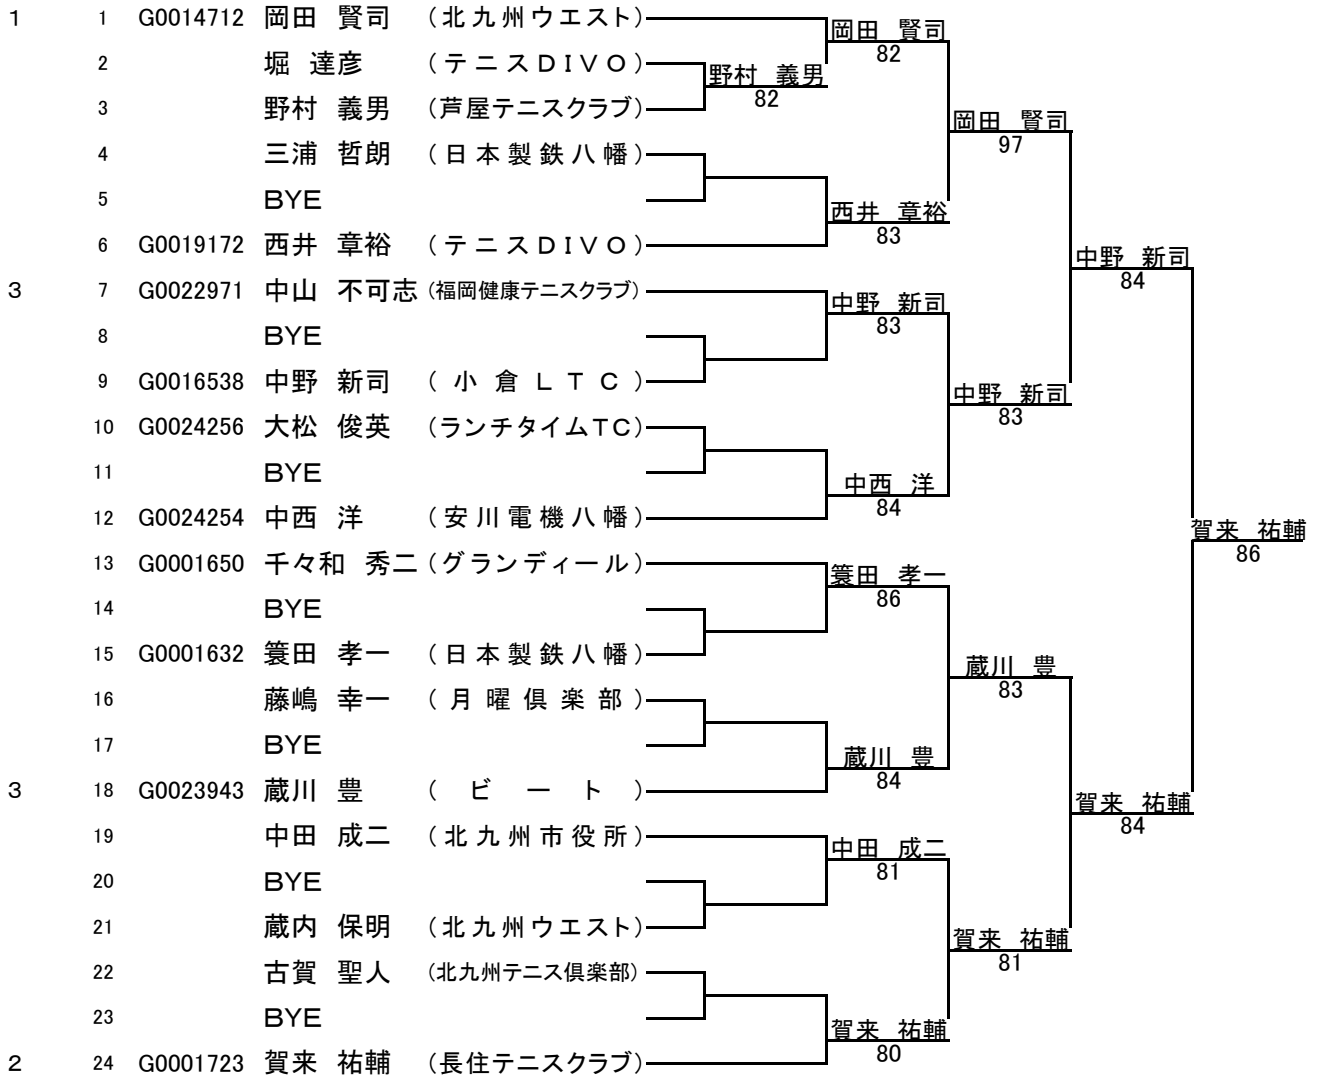 1 1 G0014712 岡田 賢司 (北九州ウエスト)
岡田 賢司
82
2 堀 達彦 (テニスDIVO)
野村 義男
82
3 野村 義男 (芦屋テニスクラブ)
岡田 賢司
97
4 三浦 哲朗 (日本製鉄八幡)
5 BYE
西井 章裕
83
6 G0019172 西井 章裕 (テニスDIVO)
中野 新司
84
3 7 G0022971 中山 不可志 (福岡健康テニスクラブ)
中野 新司
83
8 BYE
9 G0016538 中野 新司 (小倉LTC)
中野 新司
83
10 G0024256 大松 俊英 (ランチタイムTC)
11 BYE
中西 洋
84
12 G0024254 中西 洋 (安川電機八幡)
賀来 祐輔
86
13 G0001650 千々和 秀二 (グランディール)
簑田 孝一
86
14 BYE
15 G0001632 簑田 孝一 (日本製鉄八幡)
蔵川 豊
83
16 藤嶋 幸一 (月曜倶楽部)
17 BYE
蔵川 豊
84
3 18 G0023943 蔵川 豊 (ビート)
賀来 祐輔
84
19 中田 成二 (北九州市役所)
中田 成二
81
20 BYE
21 蔵内 保明 (北九州ウエスト)
賀来 祐輔
81
22 古賀 聖人 (北九州テニス倶楽部)
23 BYE
賀来 祐輔
80
2 24 G0001723 賀来 祐輔 (長住テニスクラブ)